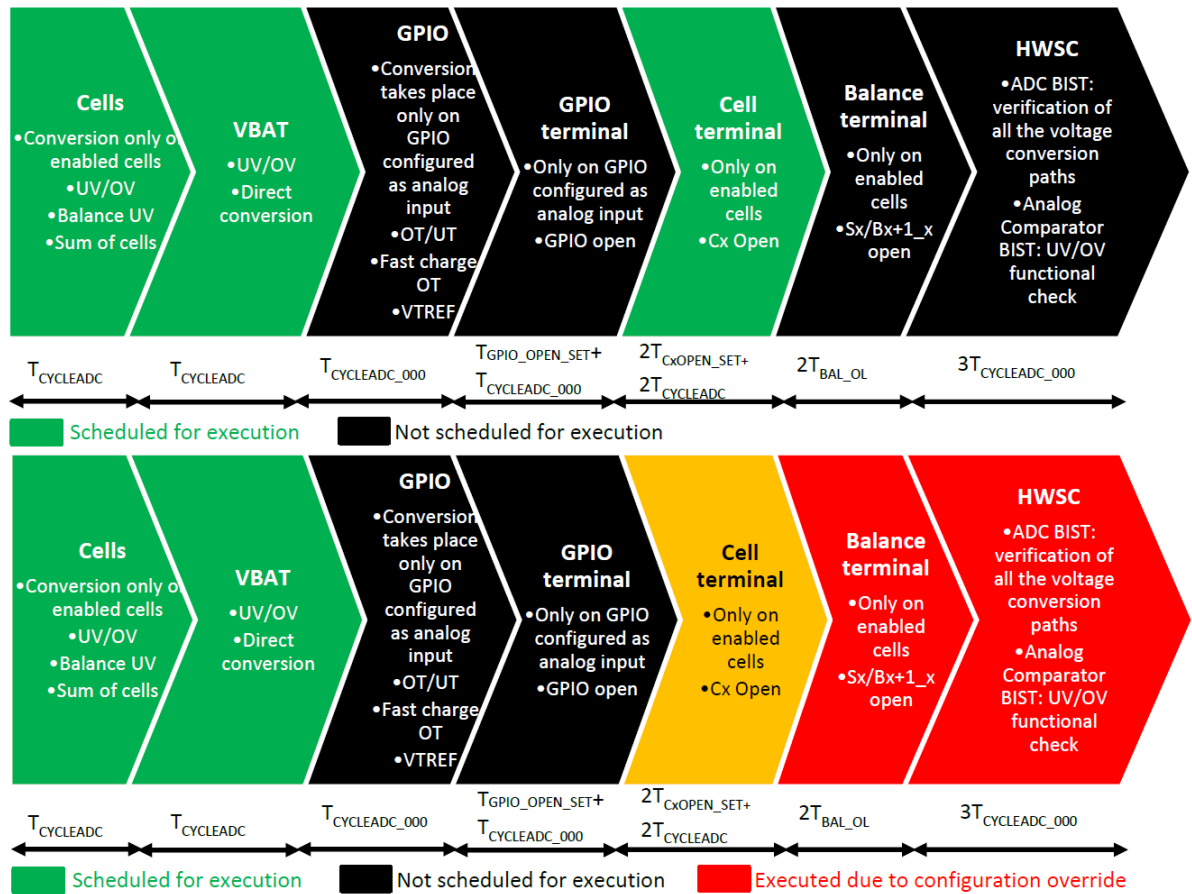 Cells
•Conversion only o
enabled cells
•UV/OV
•Balance UV
•Sum of cells
VBAT
•UV/OV
•Direct
conversion
GPIO
•Conversion
takes place
only on
GPIO
configured
as analog
input
•OT/UT
•Fast charge
OT
•VTREF
GPIO
terminal
•Only on GPIO
configured as
analog input
•GPIO open
Cell
terminal
•Only on
enabled
cells
•Cx Open
Balance
terminal
•Only on
enabled
cells
•Sx/Bx+1_x
open
HWSC
•ADC BIST:
verification of
all the voltage
conversion
paths
•Analog
Comparator
BIST: UV/OV
functional
check
TCYCLEADC
TCYCLEADC
TCYCLEADC_000
TGPIO_OPEN_SET+
TCYCLEADC_000
2TCxOPEN_SET+
2TCYCLEADC
2TBAL_OL
3TCYCLEADC_000
Scheduled for execution
Not scheduled for execution
Cells
•Conversion only o
enabled cells
•UV/OV
•Balance UV
•Sum of cells
VBAT
•UV/OV
•Direct
conversion
GPIO
•Conversion
takes place
only on
GPIO
configured
as analog
input
•OT/UT
•Fast charge
OT
•VTREF
GPIO
terminal
•Only on GPIO
configured as
analog input
•GPIO open
Cell
terminal
•Only on
enabled
cells
•Cx Open
Balance
terminal
•Only on
enabled
cells
•Sx/Bx+1_x
open
HWSC
•ADC BIST:
verification of
all the voltage
conversion
paths
•Analog
Comparator
BIST: UV/OV
functional
check
TCYCLEADC
TCYCLEADC
TCYCLEADC_000
TGPIO_OPEN_SET+
TCYCLEADC_000
2TCxOPEN_SET+
2TCYCLEADC
2TBAL_OL
3TCYCLEADC_000
Scheduled for execution
Not scheduled for execution
Executed due to configuration override